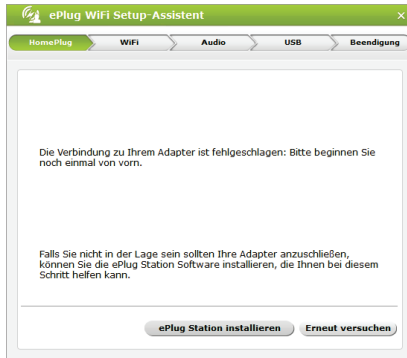 ePlug WiFi Setup-Assistent
HomePlug WiFi Audio USB Beendigung
Die Verbindung zu Ihrem Adapter ist fehlgeschlagen: Bitte beginnen Sie
noch einmal von vorn.
Falls Sie nicht in der Lage sein sollten Ihre Adapter anzuschließen,
können Sie die ePlug Station Software installieren, die Ihnen bei diesem
Schritt helfen kann.
ePlug Station installieren Erneut versuchen